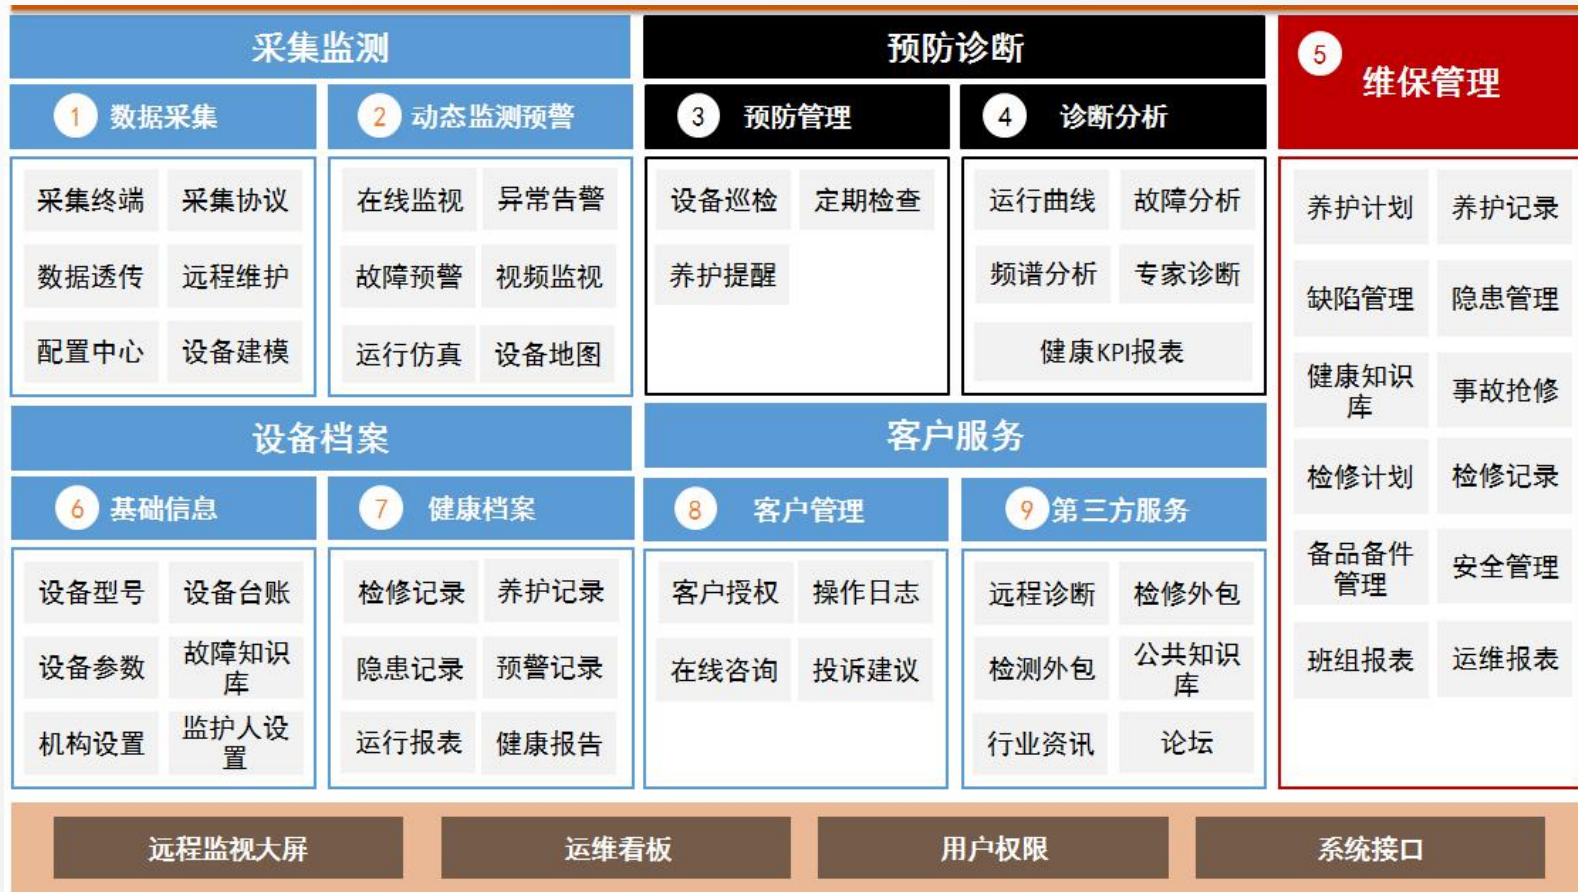 采集监测
1 数据采集
采集终端 采集协议
数据透传 远程维护
配置中心 设备建模
2 动态监测预警
在线监视 异常告警
故障预警 视频监视
运行仿真 设备地图
预防诊断
3 预防管理
设备巡检 定期检查
养护提醒
4 诊断分析
运行曲线 故障分析
频谱分析 专家诊断
健康KPI报表
5
维保管理
养护计划 养护记录
缺陷管理 隐患管理
健康知识
库
事故抢修
检修计划 检修记录
备品备件
管理
安全管理
班组报表 运维报表
设备档案
6 基础信息
设备型号 设备台账
设备参数
故障知识
库
机构设置
监护人设
置
7 健康档案
检修记录 养护记录
隐患记录 预警记录
运行报表 健康报告
客户服务
8 客户管理
客户授权 操作日志
在线咨询 投诉建议
9 第三方服务
远程诊断 检修外包
检测外包
公共知识
库
行业资讯 论坛
远程监视大屏 运维看板 用户权限 系统接口